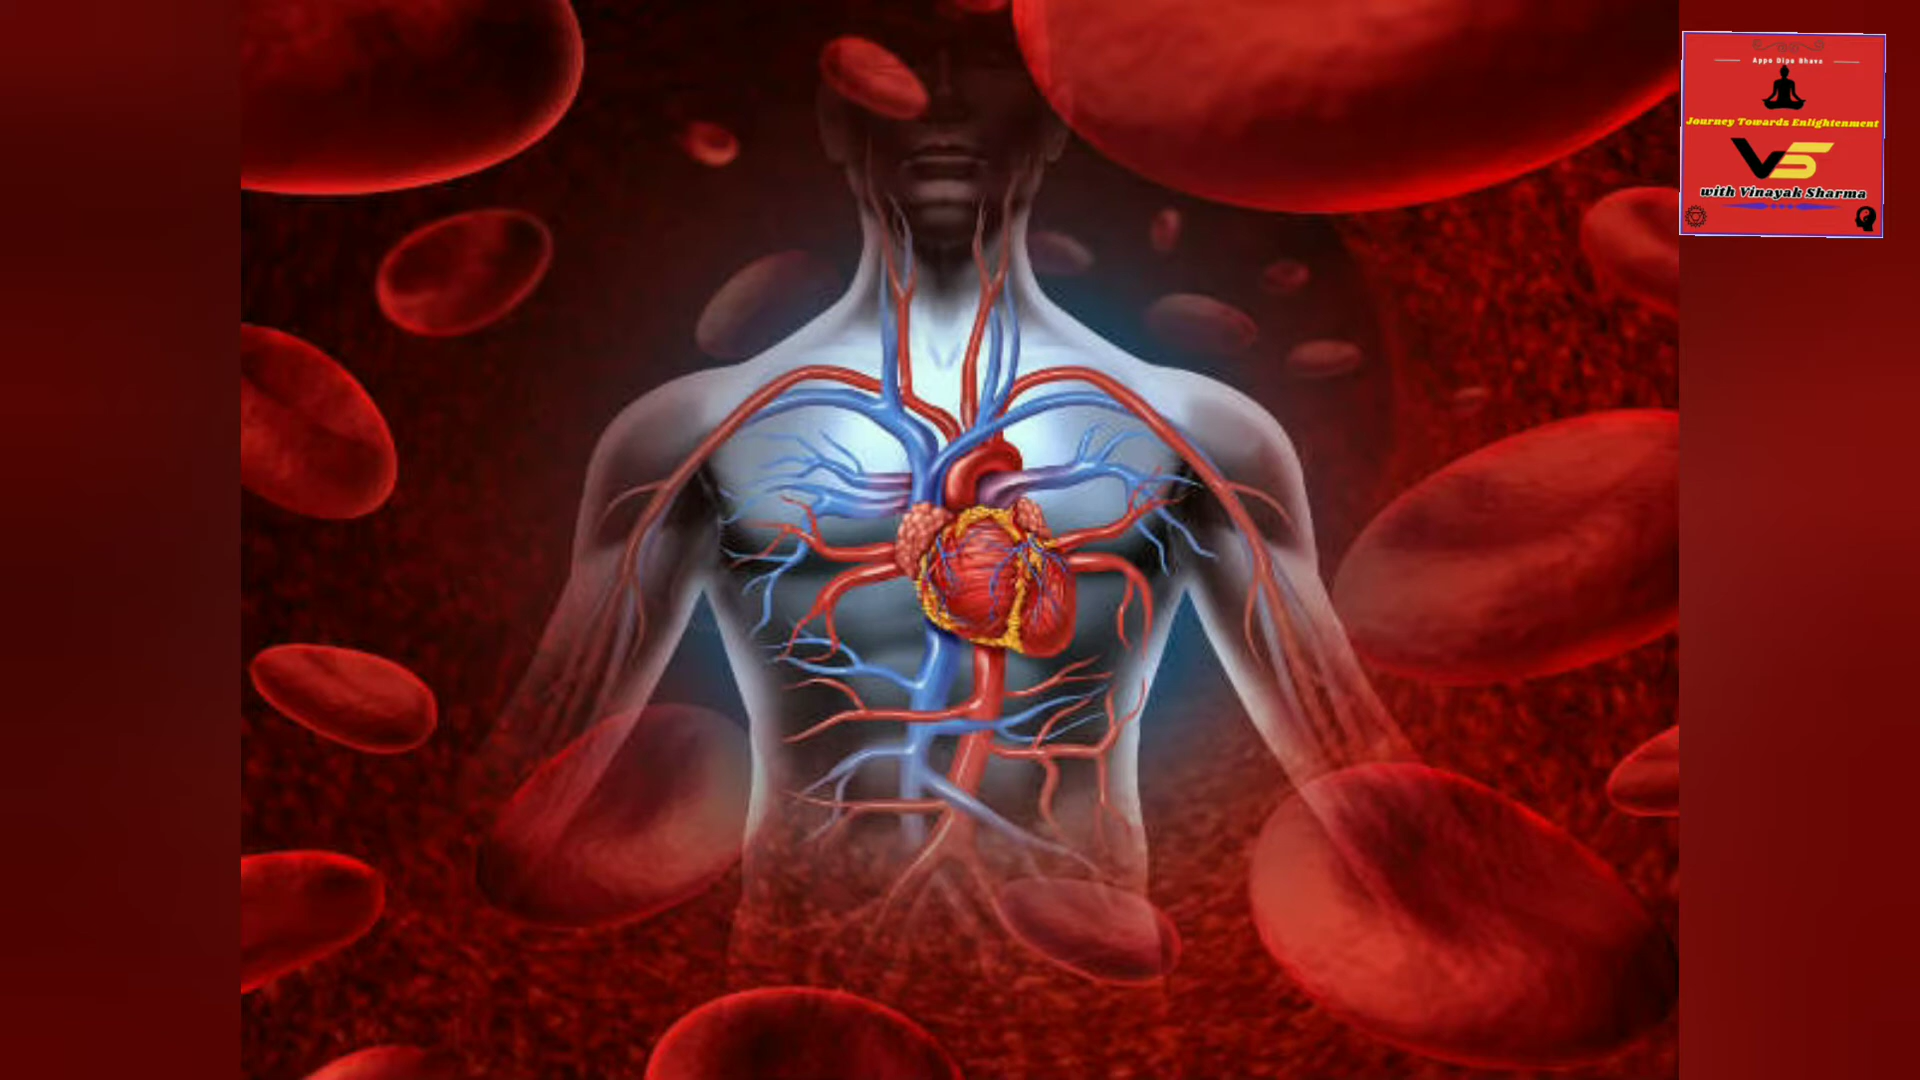 Appo Dipo Bhava
Journey Towards Enlightenment
VS
with Vinayak Sharma